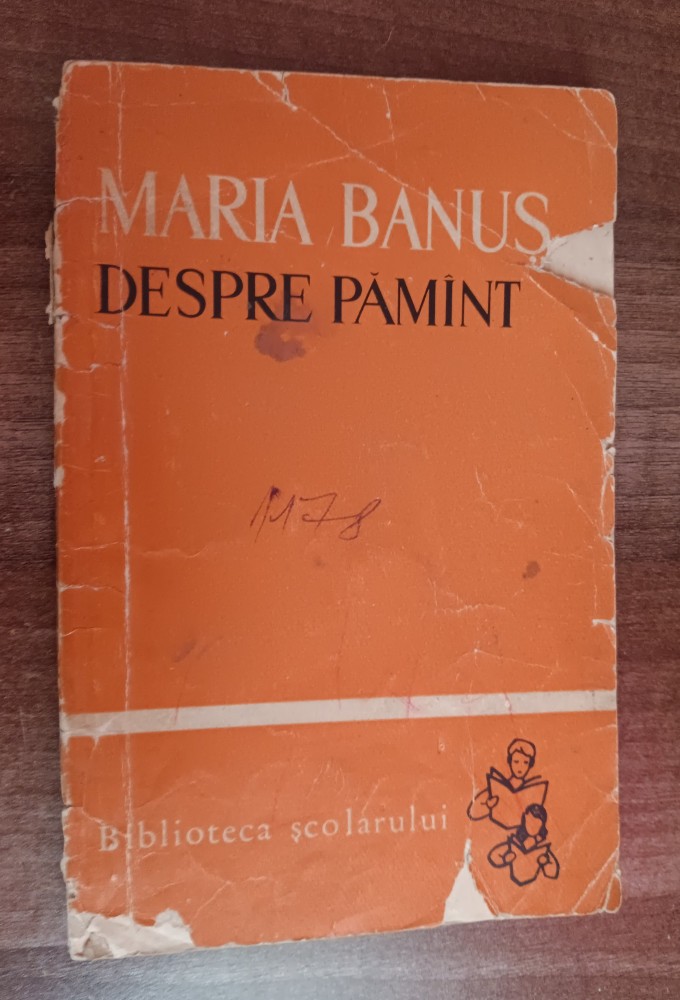 MARIA BANUȘ
DESPRE PĂMÎNT
1178
Biblioteca școlarului